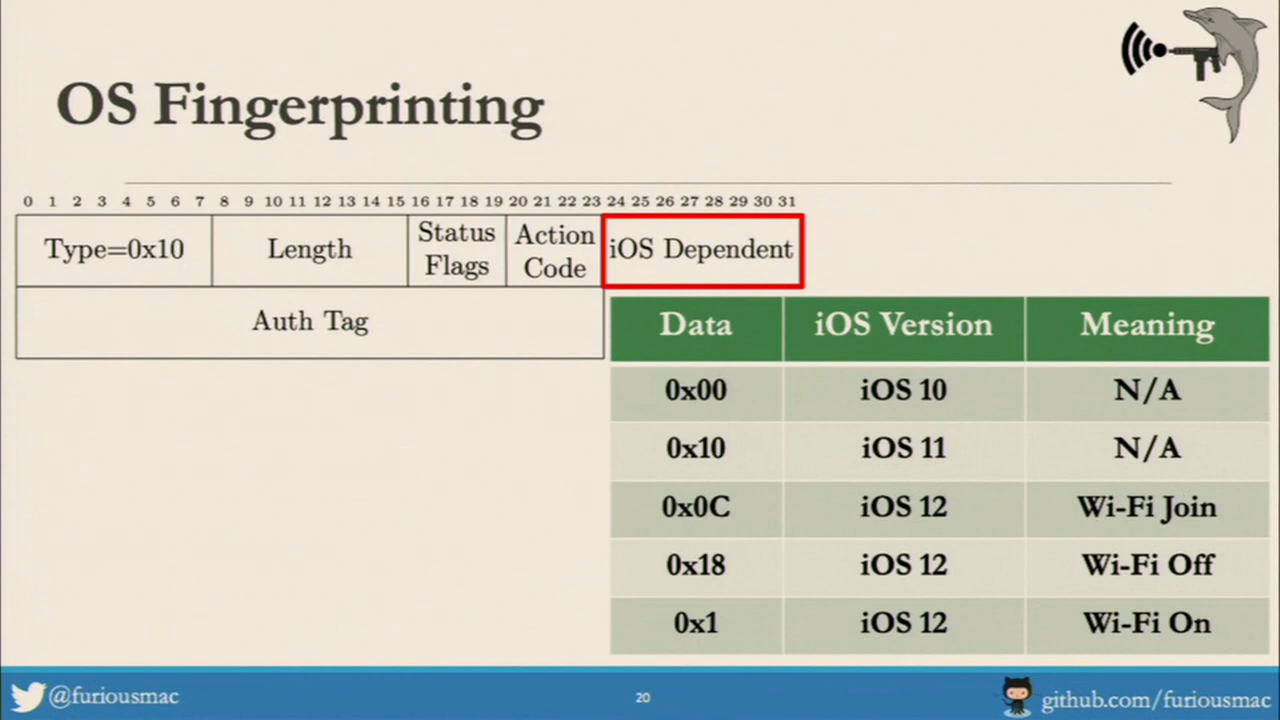 OS Fingerprinting
0 1 2 3 4 5 6 7 8 9 10 11 12 13 14 15 16 17 18 19 20 21 22 23 24 25 26 27 28 29 30 31
Type=0x10 Length Status Flags Action Code iOS Dependent
Auth Tag
Data iOS Version Meaning
0x00 iOS 10 N/A
0x10 iOS 11 N/A
0x0C iOS 12 Wi-Fi Join
0x18 iOS 12 Wi-Fi Off
0x1 iOS 12 Wi-Fi On
@furiousmac 20 github.com/furiousmac